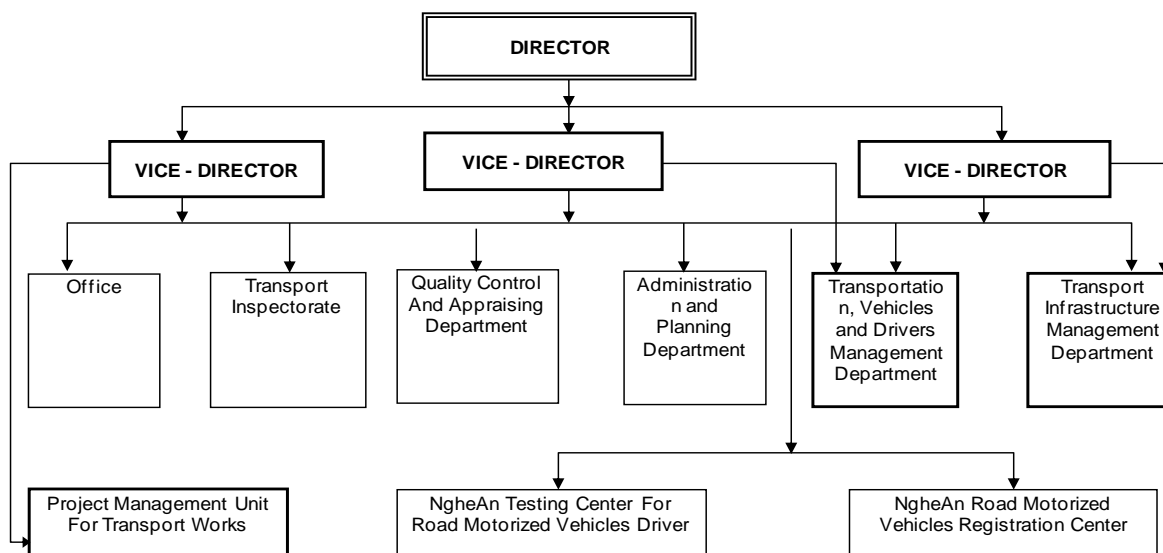 DIRECTOR
VICE - DIRECTOR
VICE - DIRECTOR
VICE - DIRECTOR
Office
Transport
Inspectorate
Quality Control
And Appraising
Department
Administratio
n and
Planning
Department
Transportatio
n, Vehicles
and Drivers
Management
Department
Transport
Infrastructure
Management
Department
Project Management Unit
For Transport Works
NgheAn Testing Center For
Road Motorized Vehicles Driver
NgheAn Road Motorized
Vehicles Registration Center